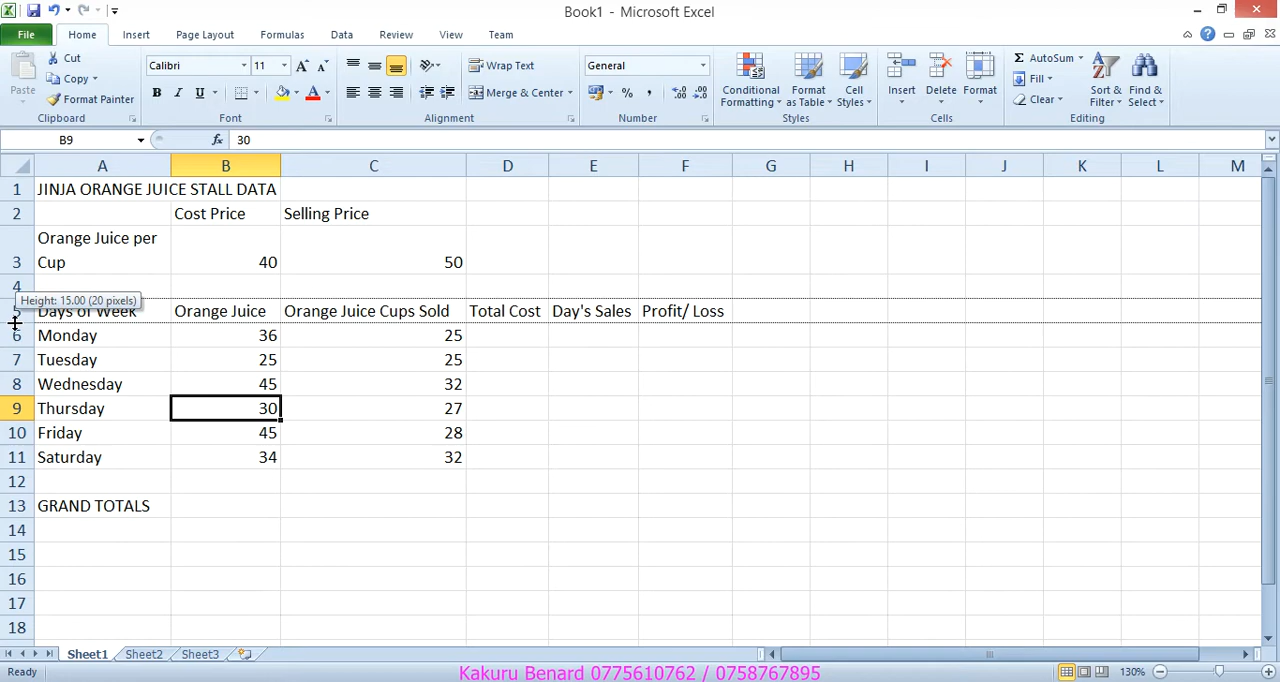 Book1 - Microsoft Excel
File Home Insert Page Layout Formulas Data Review View Team
Paste
Cut
Copy
Format Painter
Clipboard
Calibri 11
B I U
Font
Wrap Text
Merge & Center
Alignment
General
Number
Conditional Formatting
Format as Table
Cell Styles
Styles
Insert
Delete
Format
Cells
AutoSum
Fill
Clear
Sort & Filter
Find & Select
Editing
B9 fx 30
A B C D E F G H I J K L M
1 JINJA ORANGE JUICE STALL DATA
2 Cost Price Selling Price
3 Orange Juice per Cup 40 50
4
Height: 15.00 (20 pixels)
5 Days of Week Orange Juice Orange Juice Cups Sold Total Cost Day's Sales Profit/ Loss
6 Monday 36 25
7 Tuesday 25 25
8 Wednesday 45 32
9 Thursday 30 27
10 Friday 45 28
11 Saturday 34 32
12
13 GRAND TOTALS
14
15
16
17
18
Sheet1 Sheet2 Sheet3
Ready 130%
Kakuru Benard 0775610762 / 0758767895